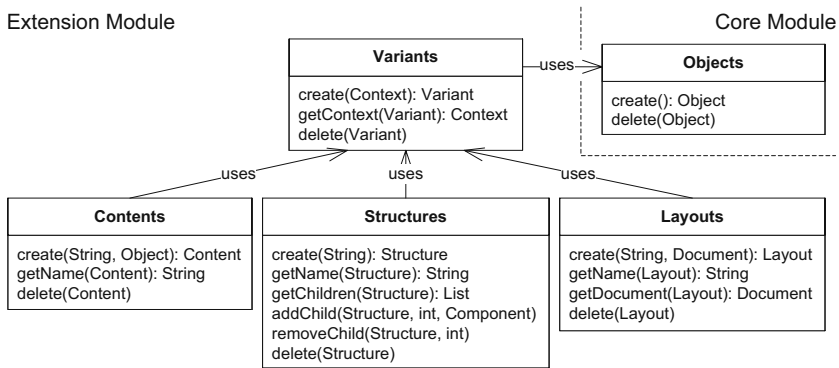 Extension Module
Core Module
Variants
create(Context): Variant
getContext(Variant): Context
delete(Variant)
uses
Objects
create(): Object
delete(Object)
uses
uses
uses
Contents
create(String, Object): Content
getName(Content): String
delete(Content)
Structures
create(String): Structure
getName(Structure): String
getChildren(Structure): List
addChild(Structure, int, Component)
removeChild(Structure, int)
delete(Structure)
Layouts
create(String, Document): Layout
getName(Layout): String
getDocument(Layout): Document
delete(Layout)